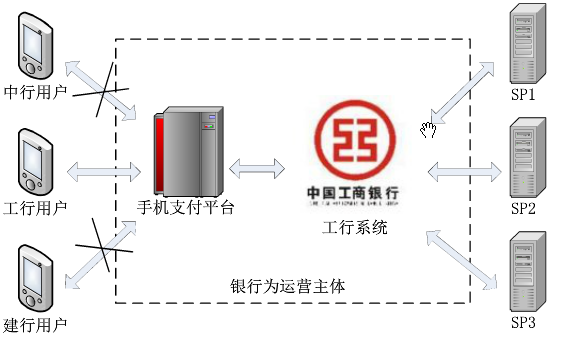 中行用户
SP1
中国工商银行
工行用户
手机支付平台
工行系统
SP2
银行为运营主体
建行用户
SP3